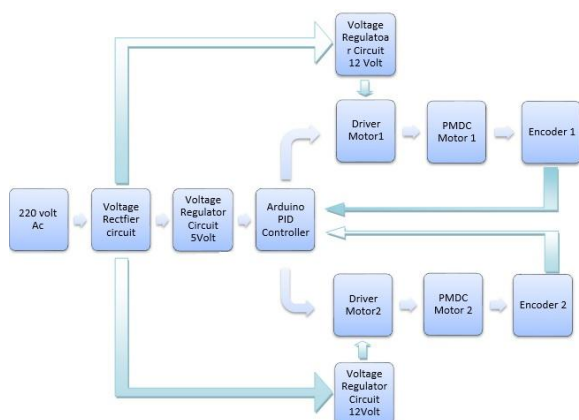 Voltage
Regulatoa
r Circuit
12 Volt
Driver
Motor1
PMDC
Motor 1
Encoder 1
220 volt
Ac
Voltage
Rectfier
circuit
Voltage
Regulator
Circuit
5Volt
Arduino
PID
Controller
Driver
Motor2
PMDC
Motor 2
Encoder 2
Voltage
Regulator
Circuit
12Volt